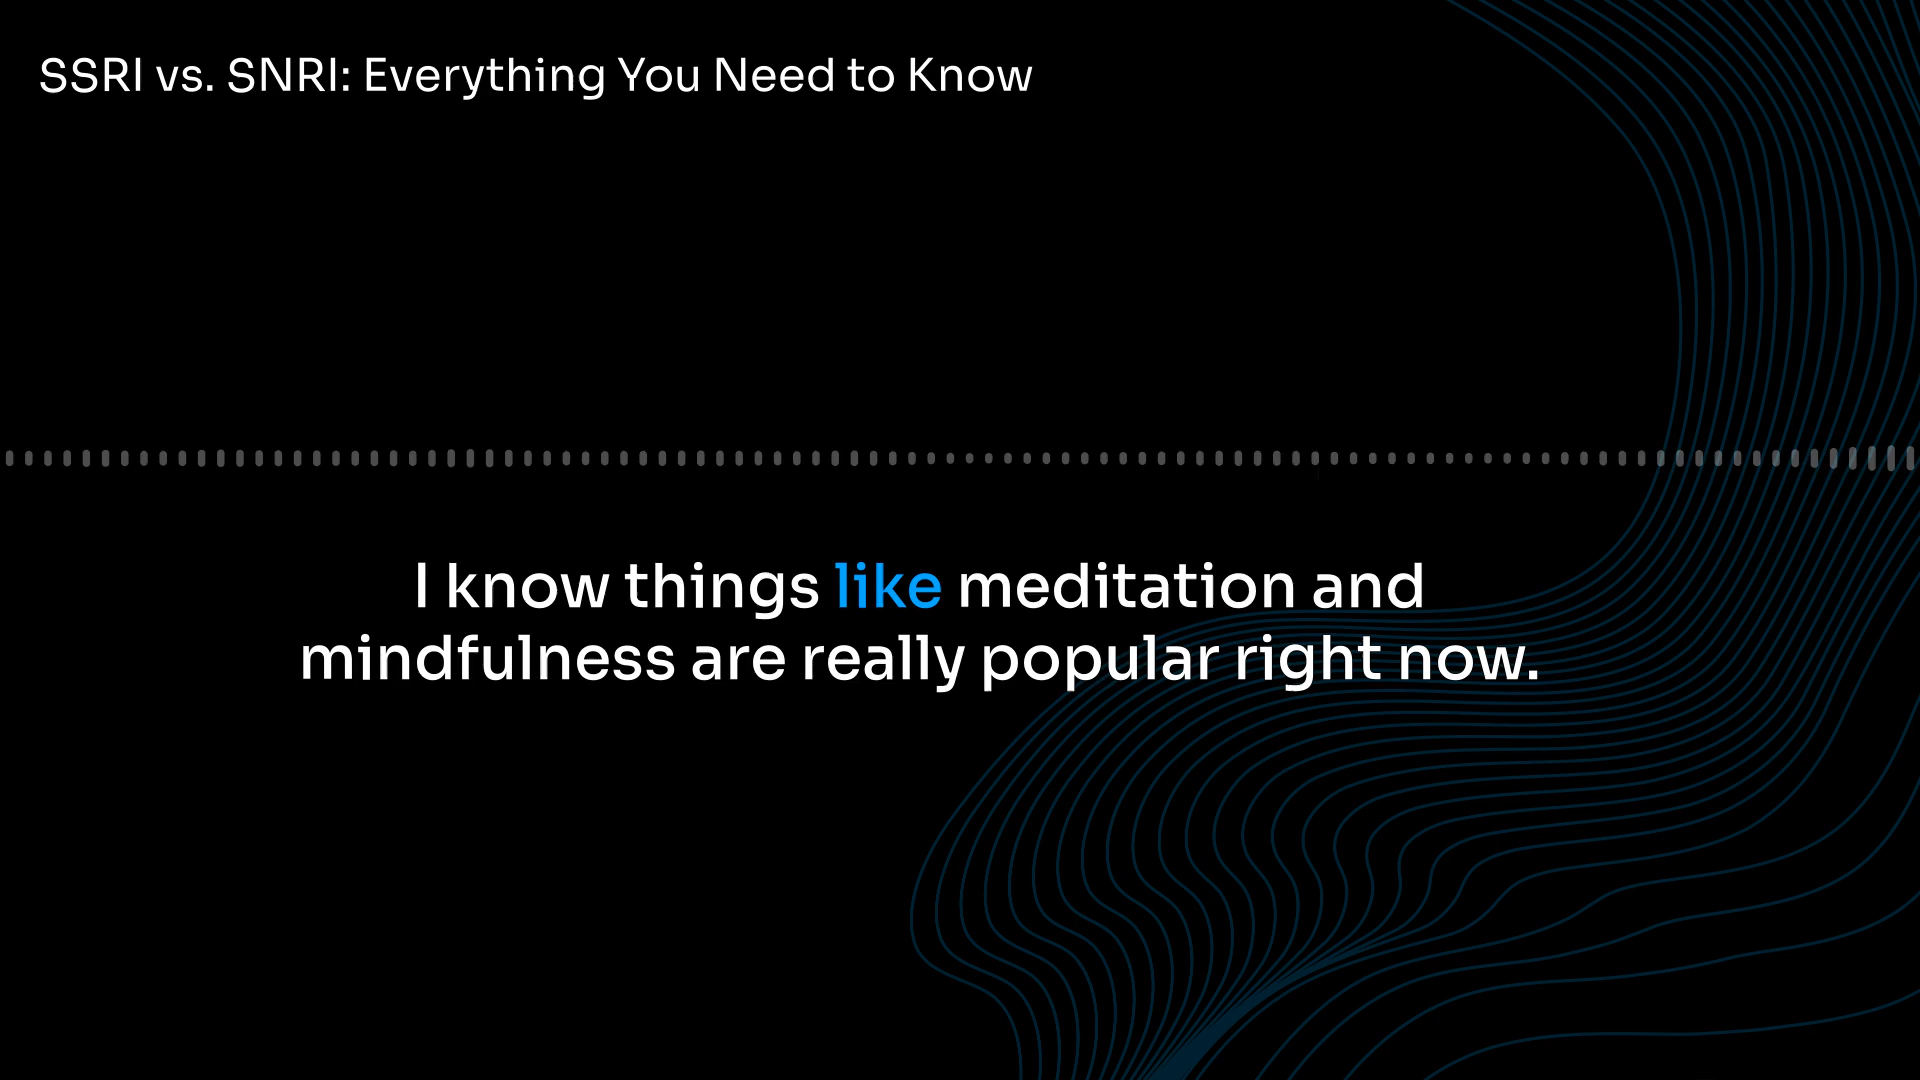 SSRI vs. SNRI: Everything You Need to Know
I know things like meditation and
mindfulness are really popular right now.